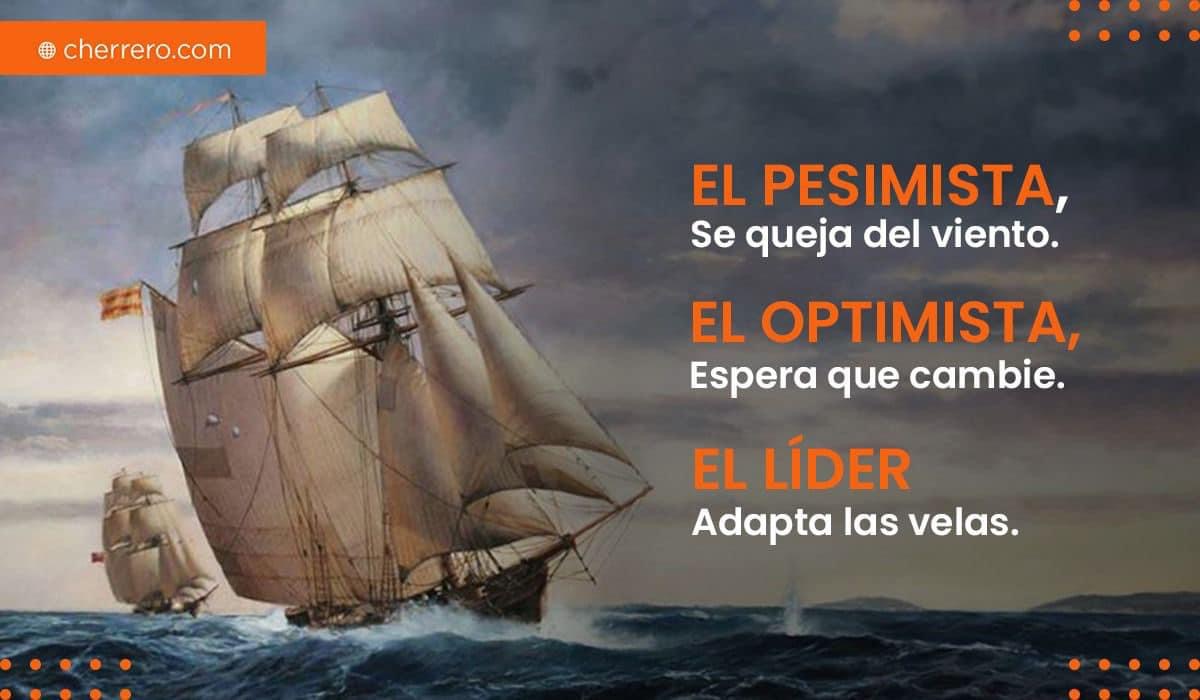 cherrero.com
EL PESIMISTA,
Se queja del viento.
EL OPTIMISTA,
Espera que cambie.
EL LÍDER
Adapta las velas.